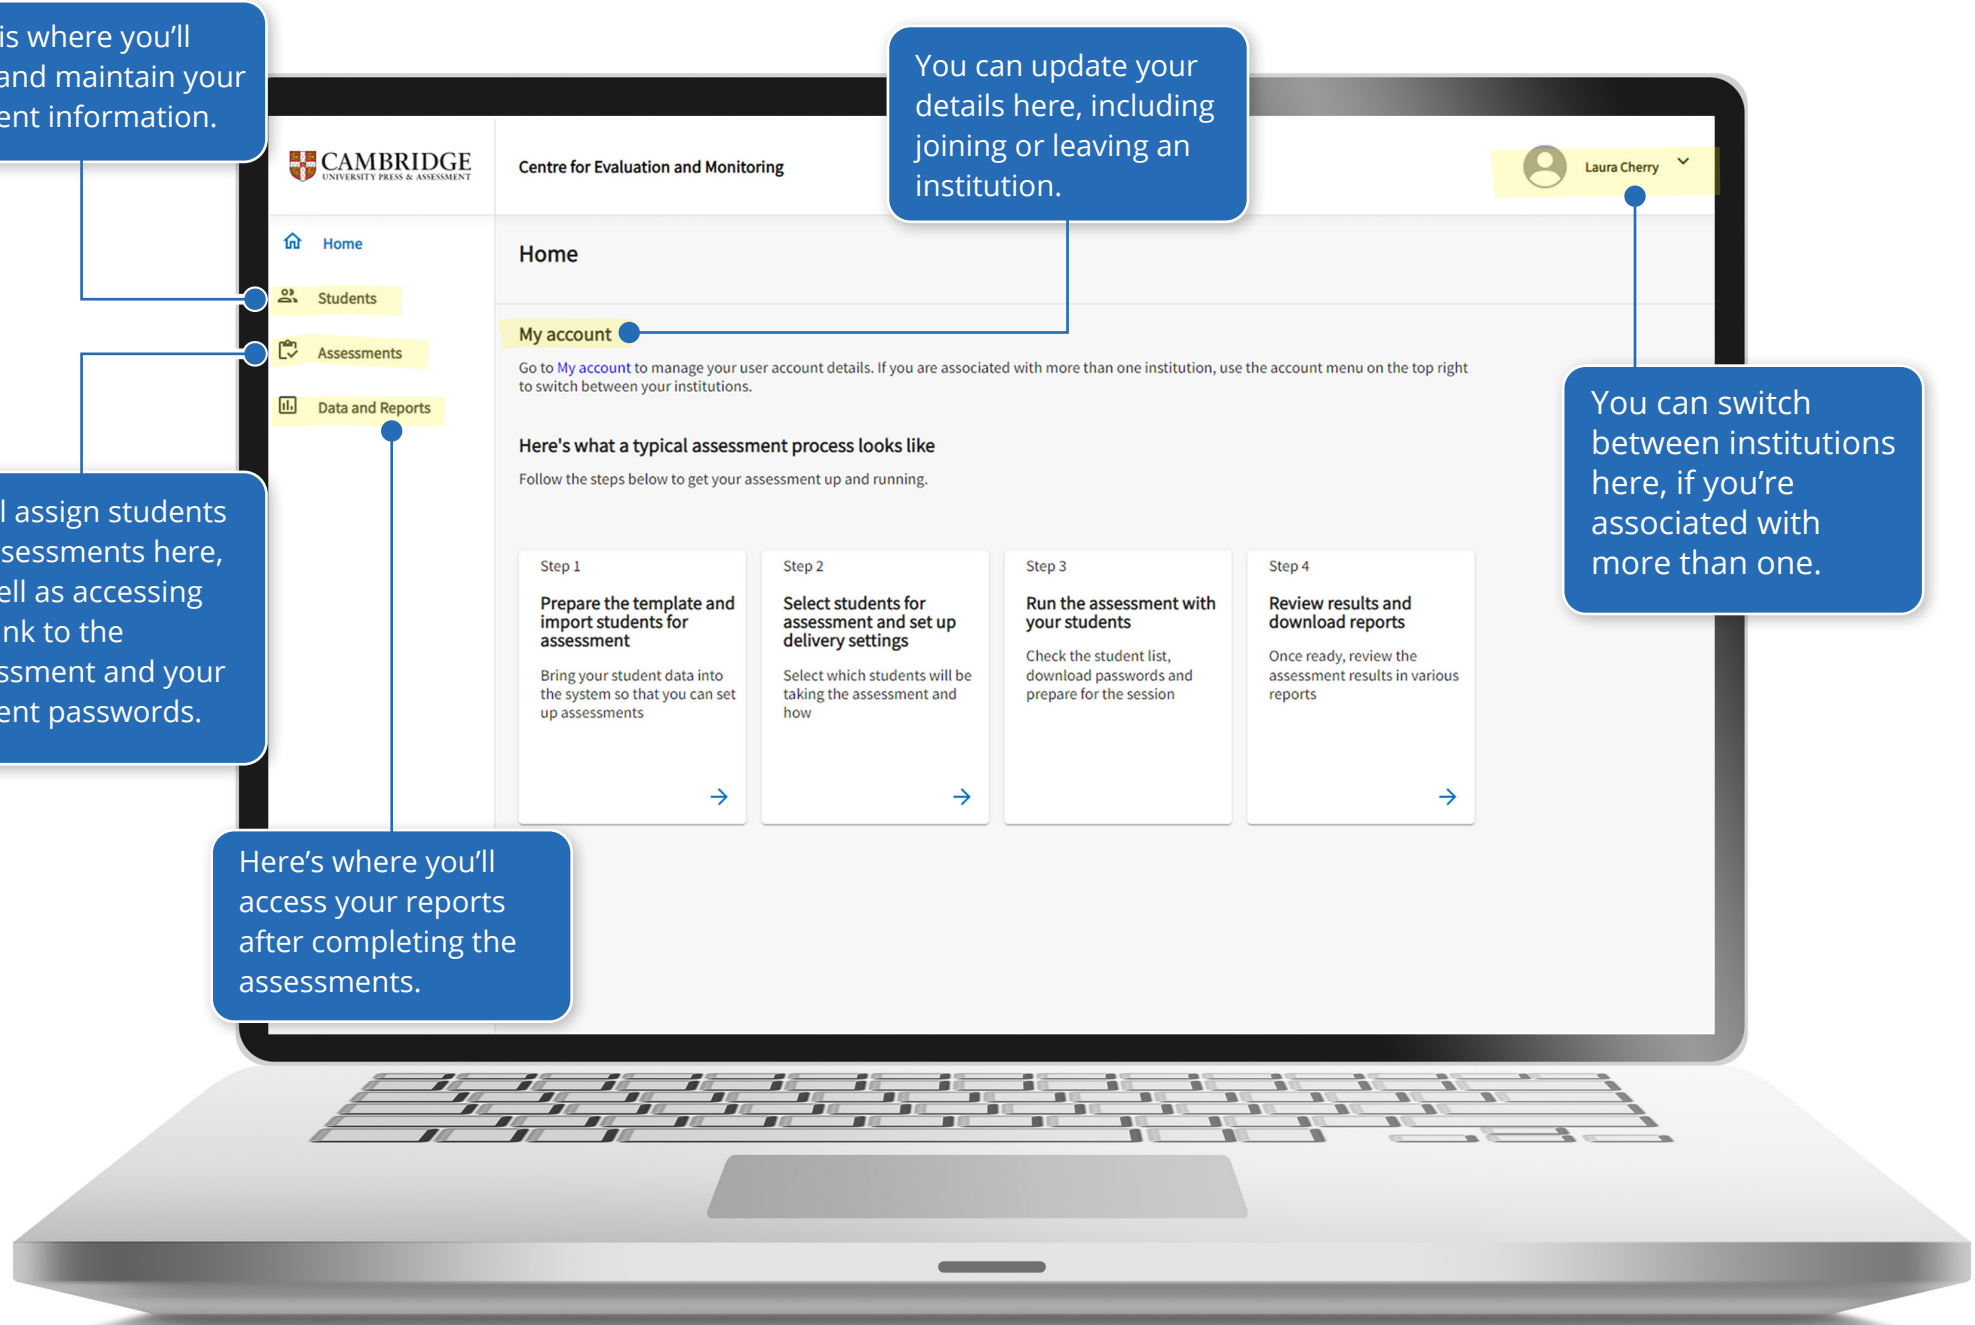 is where you'll
and maintain your
ent information.
You can update your
details here, including
joining or leaving an
institution.
CAMBRIDGE
UNIVERSITY PRESS & ASSESSMENT
Centre for Evaluation and Monitoring
Laura Cherry
Home
Students
Assessments
Data and Reports
Home
My account
Go to My account to manage your user account details. If you are associated with more than one institution, use the account menu on the top right
to switch between your institutions.
Here's what a typical assessment process looks like
Follow the steps below to get your assessment up and running.
You can switch
between institutions
here, if you're
associated with
more than one.
assign students
sessments here,
ell as accessing
nk to the
ssment and your
ent passwords.
Step 1
Prepare the template and
import students for
assessment
Bring your student data into
the system so that you can set
up assessments
Step 2
Select students for
assessment and set up
delivery settings
Select which students will be
taking the assessment and
how
Step 3
Run the assessment with
your students
Check the student list,
download passwords and
prepare for the session
Step 4
Review results and
download reports
Once ready, review the
assessment results in various
reports
Here's where you'll
access your reports
after completing the
assessments.